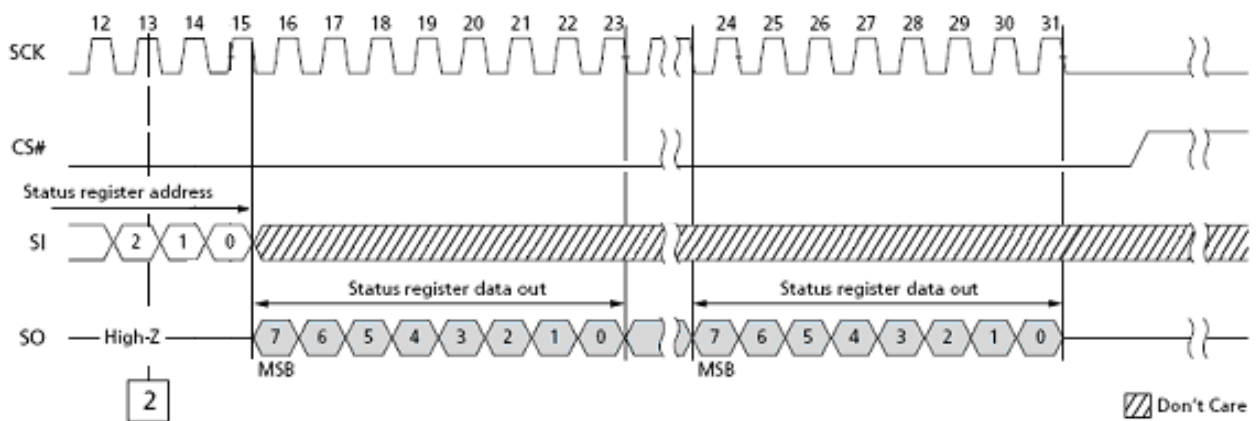 12 13 14 15 16 17 18 19 20 21 22 23 24 25 26 27 28 29 30 31
SCK
CS#
Status register address
SI 2 1 0
Status register data out Status register data out
SO High-Z 7 6 5 4 3 2 1 0 7 6 5 4 3 2 1 0
MSB MSB
2
Don't Care